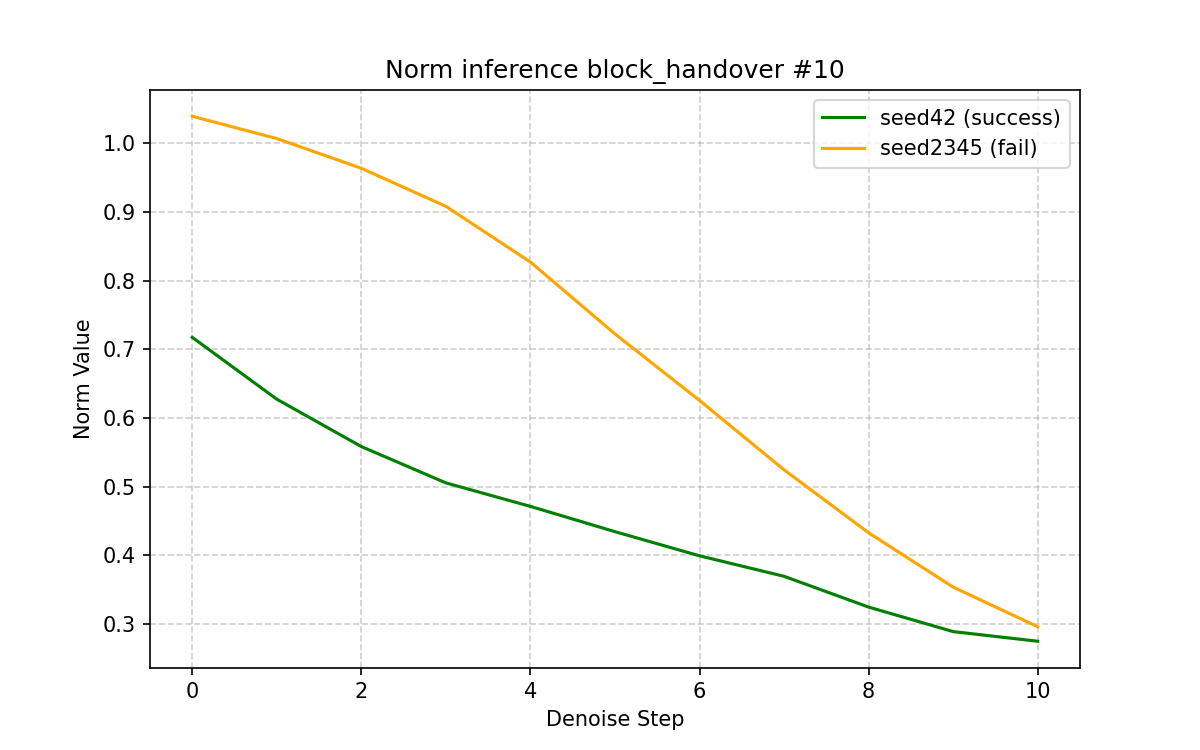 Norm inference block_handover #10
seed42 (success)
seed2345 (fail)
Norm Value
1.0
0.9
0.8
0.7
0.6
0.5
0.4
0.3
0 2 4 6 8 10
Denoise Step